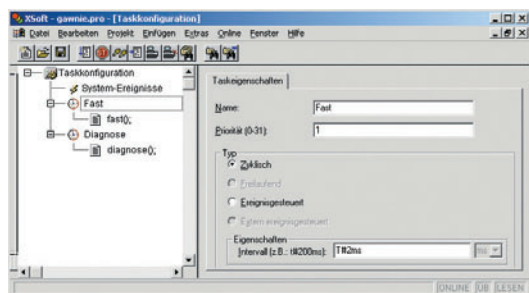 XSoft - gawnie.pro - [Taskkonfiguration]
Datei Bearbeiten Projekt Einfügen Extras Online Fenster Hilfe
Taskkonfiguration
System-Ereignisse
Fast
fast();
Diagnose
diagnose();
Taskeigenschaften
Name: Fast
Priorität (0-31): 1
Typ
Zyklisch
Freilaufend
Ereignisgesteuert
Extern ereignisgesteuert
Eigenschaften
Intervall (z.B.: t#200ms): T#2ms ms
ONLINE ÜB LESEN